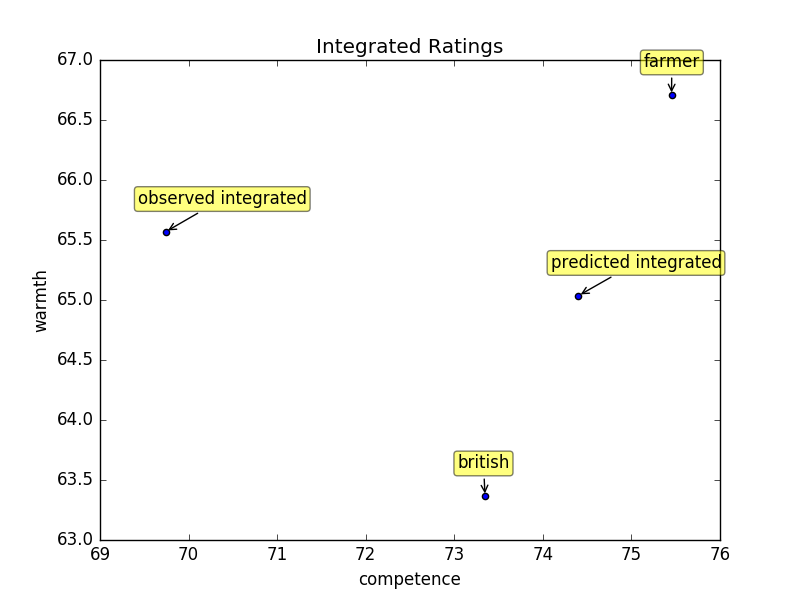 Integrated Ratings
67.0
farmer
66.5
66.0
observed integrated
65.5
predicted integrated
warmth
65.0
64.5
64.0
british
63.5
63.0
69 70 71 72 73 74 75 76
competence